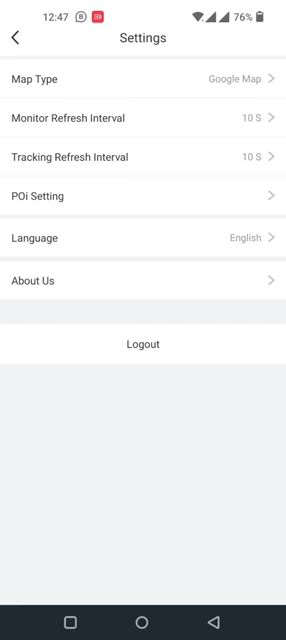 12:47 76%
Settings
Map Type Google Map
Monitor Refresh Interval 10 S
Tracking Refresh Interval 10 S
POi Setting
Language English
About Us
Logout